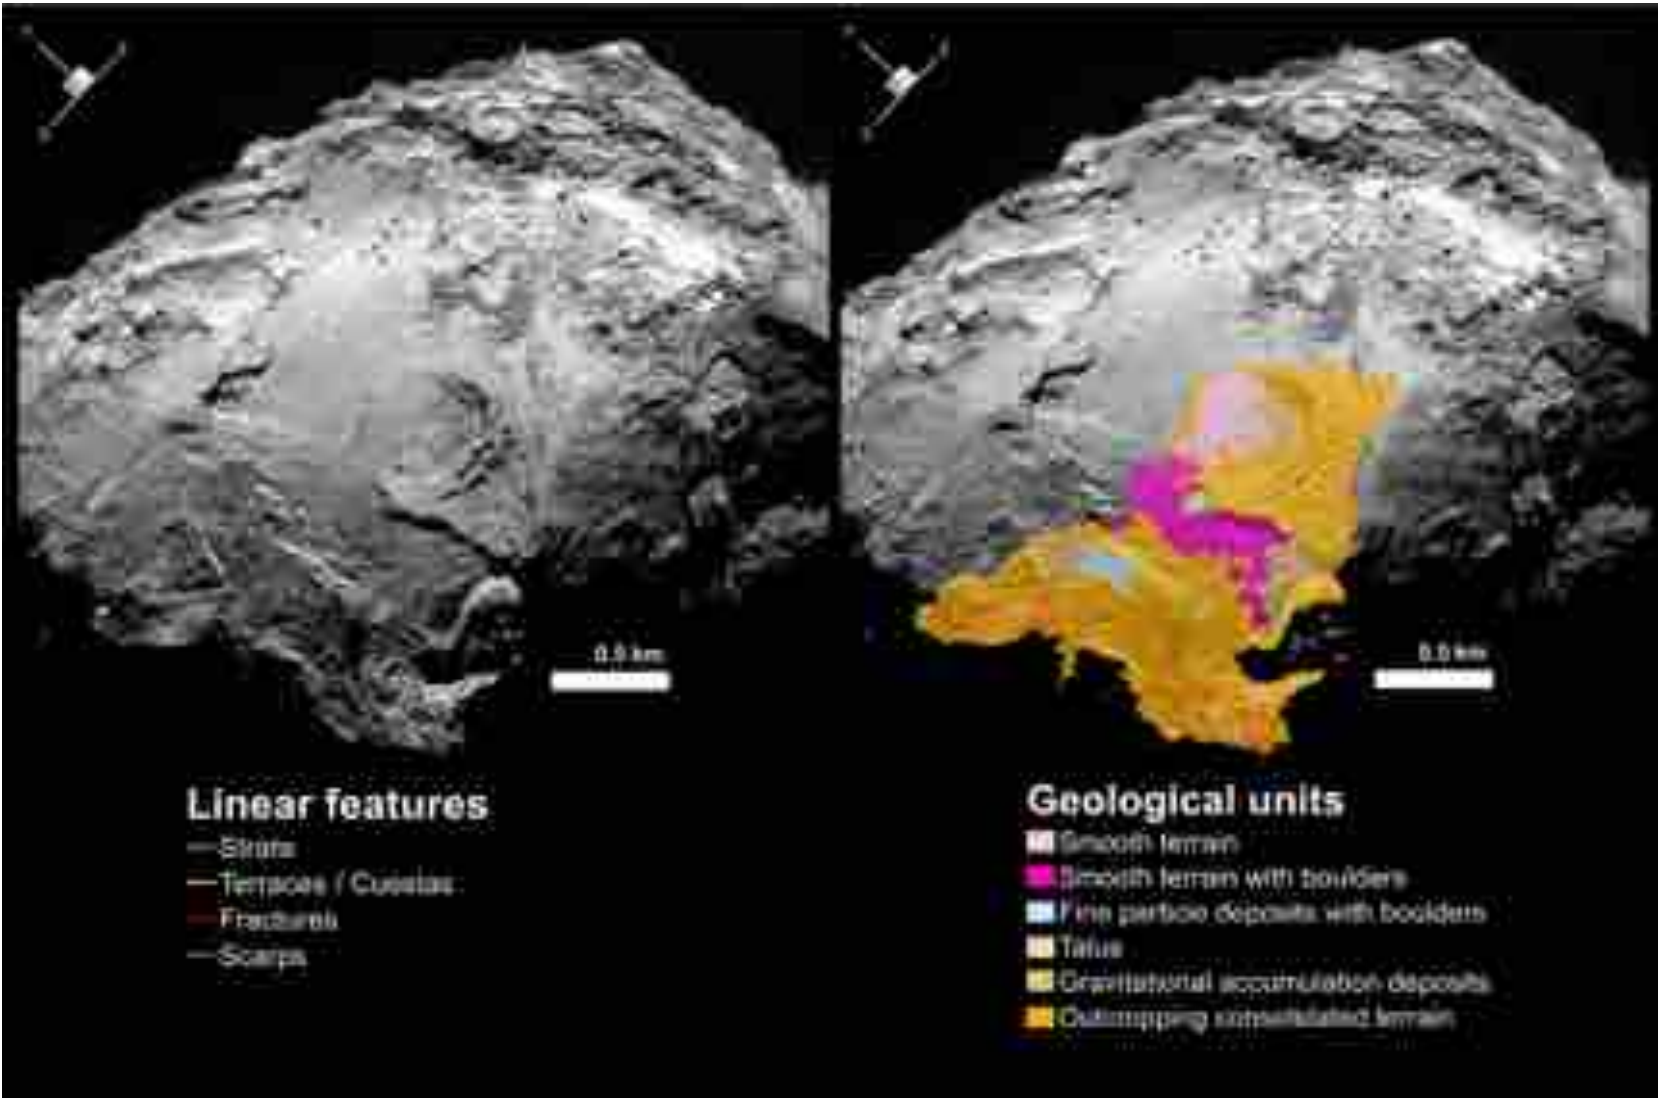 0.5 km
0.5 km
Linear features
Strata
Terraces / Cuestas
Fractures
Scarps
Geological units
Smooth terrain
Smooth terrain with boulders
Fine particle deposits with boulders
Talus
Gravitational accumulation deposits
Outcropping consolidated terrain